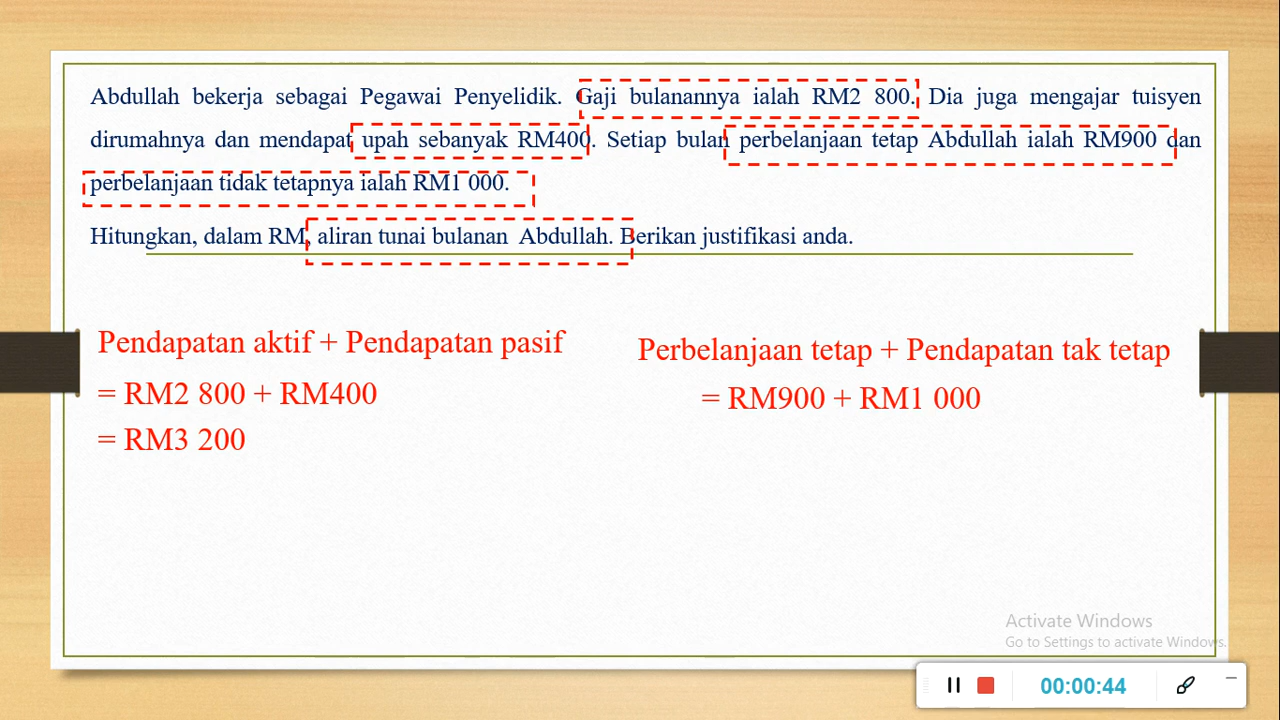 Abdullah bekerja sebagai Pegawai Penyelidik. Gaji bulanannya ialah RM2 800. Dia juga mengajar tuisyen
dirumahnya dan mendapat upah sebanyak RM400. Setiap bulan perbelanjaan tetap Abdullah ialah RM900 dan
perbelanjaan tidak tetapnya ialah RM1 000.
Hitungkan, dalam RM, aliran tunai bulanan Abdullah. Berikan justifikasi anda.
Pendapatan aktif + Pendapatan pasif
= RM2 800 + RM400
= RM3 200
Perbelanjaan tetap + Pendapatan tak tetap
= RM900 + RM1 000
Activate Windows
Go to Settings to activate Windows.
00:00:44